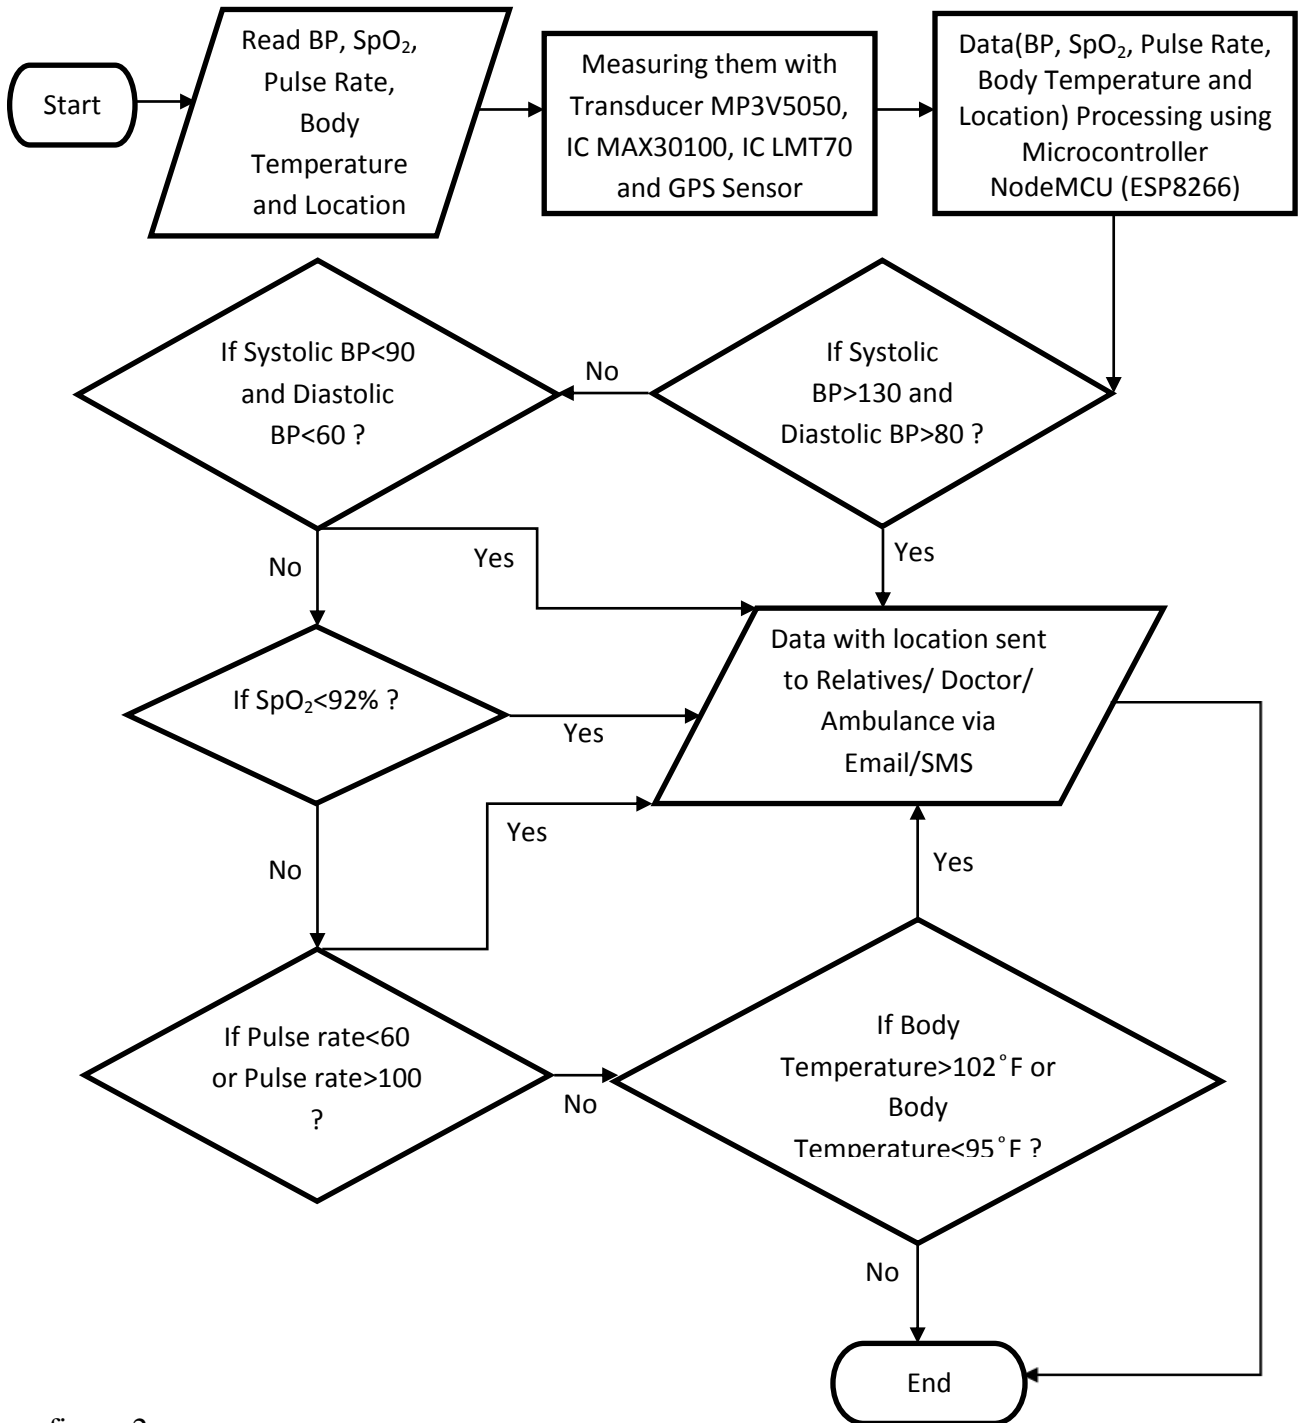 Start
Read BP, SpO₂,
Pulse Rate,
Body
Temperature
and Location
Measuring them with
Transducer MP3V5050,
IC MAX30100, IC LMT70
and GPS Sensor
Data(BP, SpO₂, Pulse Rate,
Body Temperature and
Location) Processing using
Microcontroller
NodeMCU (ESP8266)
If Systolic
BP>130 and
Diastolic BP>80 ?
No
Yes
If Systolic BP<90
and Diastolic
BP<60 ?
No
Yes
If SpO₂<92% ?
Yes
No
Data with location sent
to Relatives/ Doctor/
Ambulance via
Email/SMS
If Pulse rate<60
or Pulse rate>100
?
Yes
No
If Body
Temperature>102˚F or
Body
Temperature<95˚F ?
Yes
No
End
figure 2